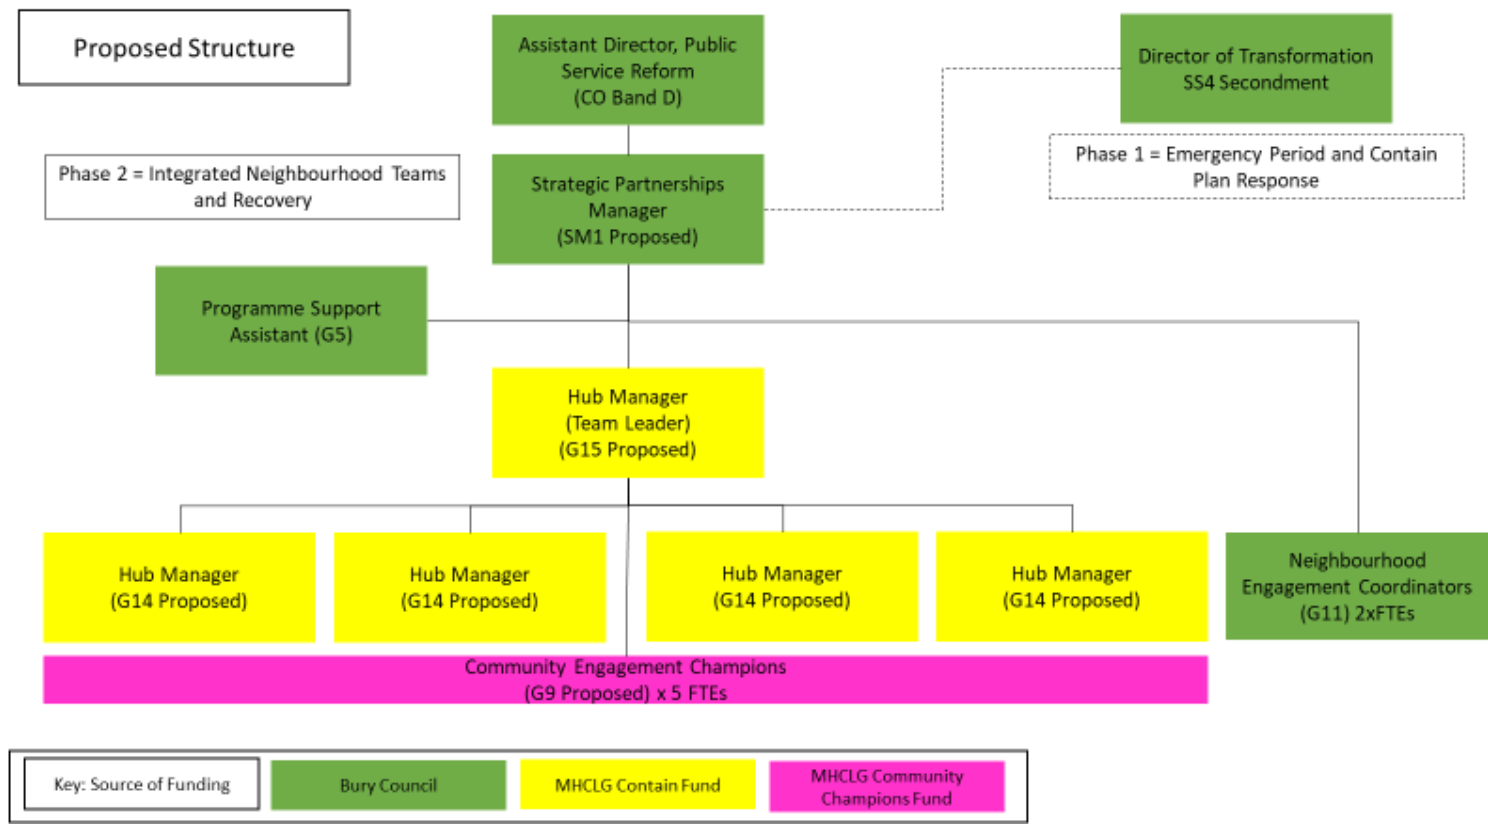 Proposed Structure
Assistant Director, Public
Service Reform
(CO Band D)
Director of Transformation
SS4 Secondment
Phase 2 = Integrated Neighbourhood Teams
and Recovery
Strategic Partnerships
Manager
(SM1 Proposed)
Phase 1 = Emergency Period and Contain
Plan Response
Programme Support
Assistant (G5)
Hub Manager
(Team Leader)
(G15 Proposed)
Hub Manager
(G14 Proposed)
Hub Manager
(G14 Proposed)
Hub Manager
(G14 Proposed)
Hub Manager
(G14 Proposed)
Neighbourhood
Engagement Coordinators
(G11) 2xFTEs
Community Engagement Champions
(G9 Proposed) x 5 FTEs
Key: Source of Funding
Bury Council
MHCLG Contain Fund
MHCLG Community
Champions Fund